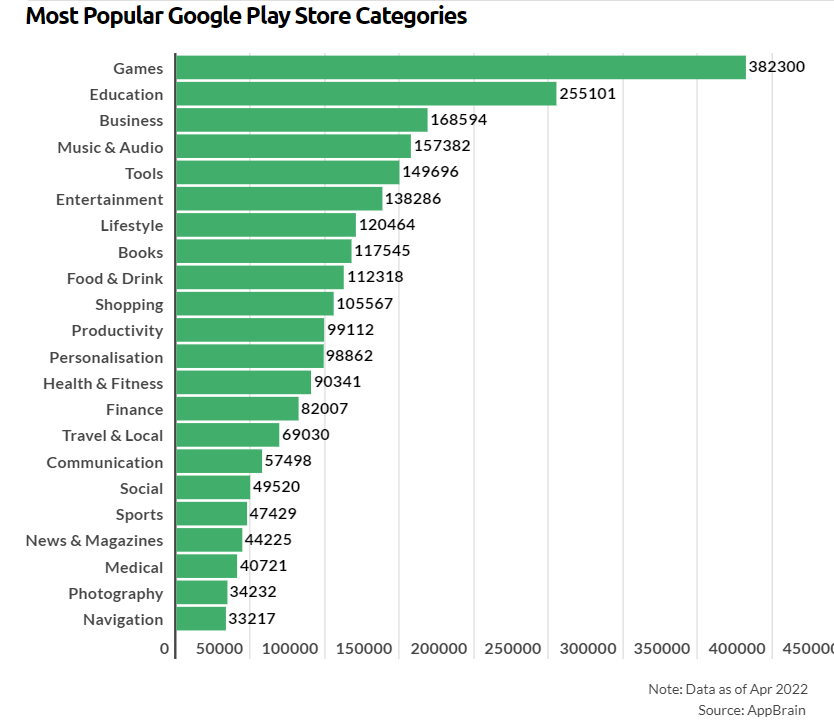 Most Popular Google Play Store Categories
Games 382300
Education 255101
Business 168594
Music & Audio 157382
Tools 149696
Entertainment 138286
Lifestyle 120464
Books 117545
Food & Drink 112318
Shopping 105567
Productivity 99112
Personalisation 98862
Health & Fitness 90341
Finance 82007
Travel & Local 69030
Communication 57498
Social 49520
Sports 47429
News & Magazines 44225
Medical 40721
Photography 34232
Navigation 33217
0 50000 100000 150000 200000 250000 300000 350000 400000 45000
Note: Data as of Apr 2022
Source: AppBrain